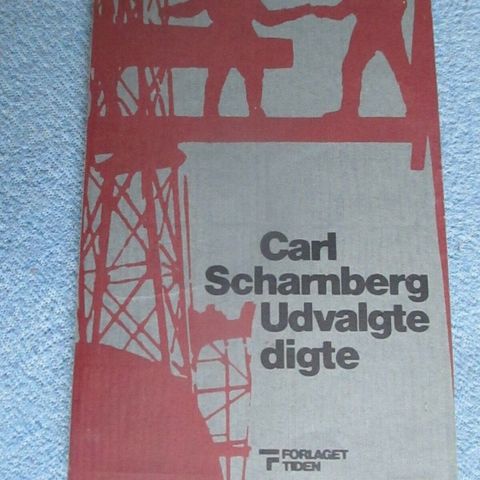 Carl
Scharnberg
Udvalgte
digte
FORLAGET
TIDEN